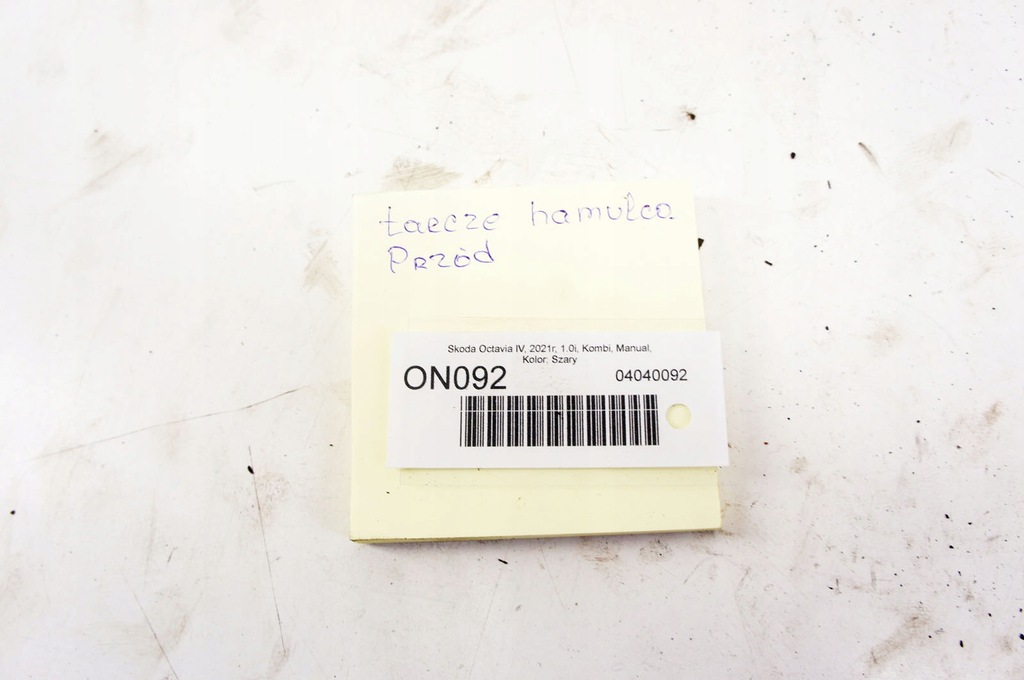 tarcze hamulca
Przód
Skoda Octavia IV, 2021r, 1.0i, Kombi, Manual,
Kolor: Szary
ON092
04040092